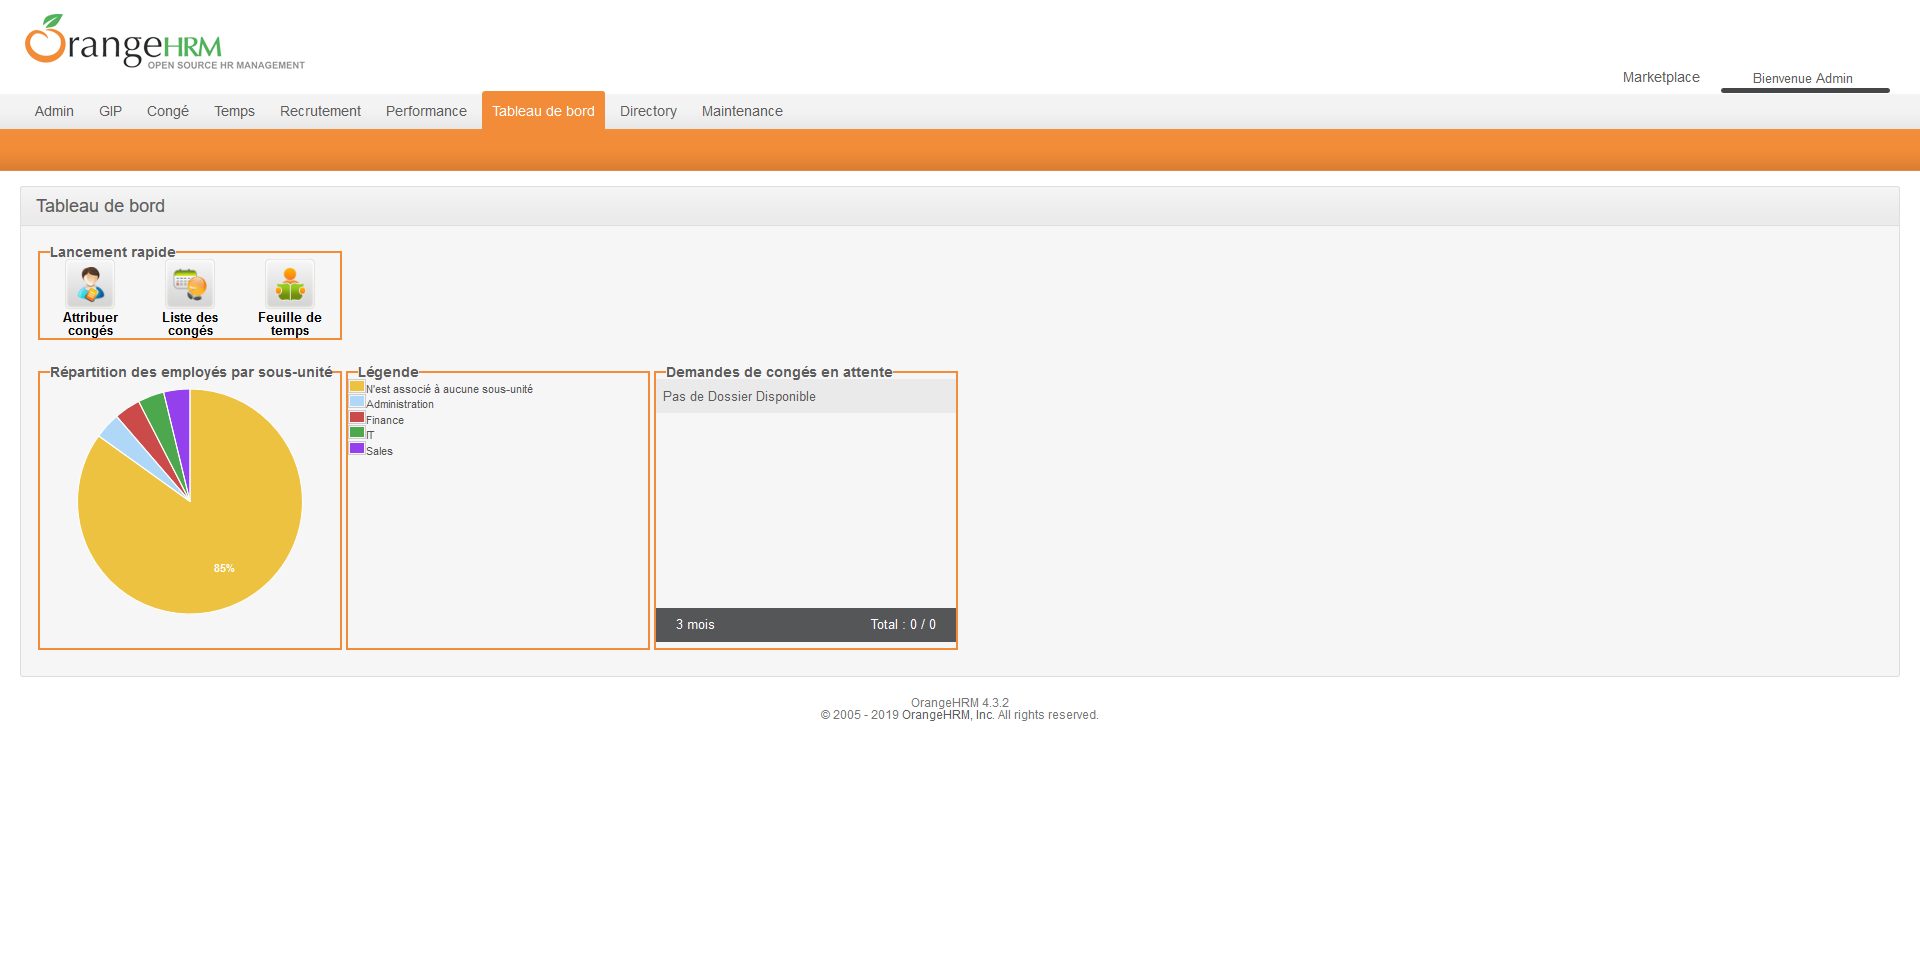 OrangeHRM
OPEN SOURCE HR MANAGEMENT
Marketplace
Bienvenue Admin
Admin GIP Congé Temps Recrutement Performance Tableau de bord Directory Maintenance
Tableau de bord
Lancement rapide
Attribuer congés
Liste des congés
Feuille de temps
Répartition des employés par sous-unité
85%
Légende
N'est associé à aucune sous-unité
Administration
Finance
IT
Sales
Demandes de congés en attente
Pas de Dossier Disponible
3 mois Total : 0 / 0
OrangeHRM 4.3.2
© 2005 - 2019 OrangeHRM, Inc. All rights reserved.